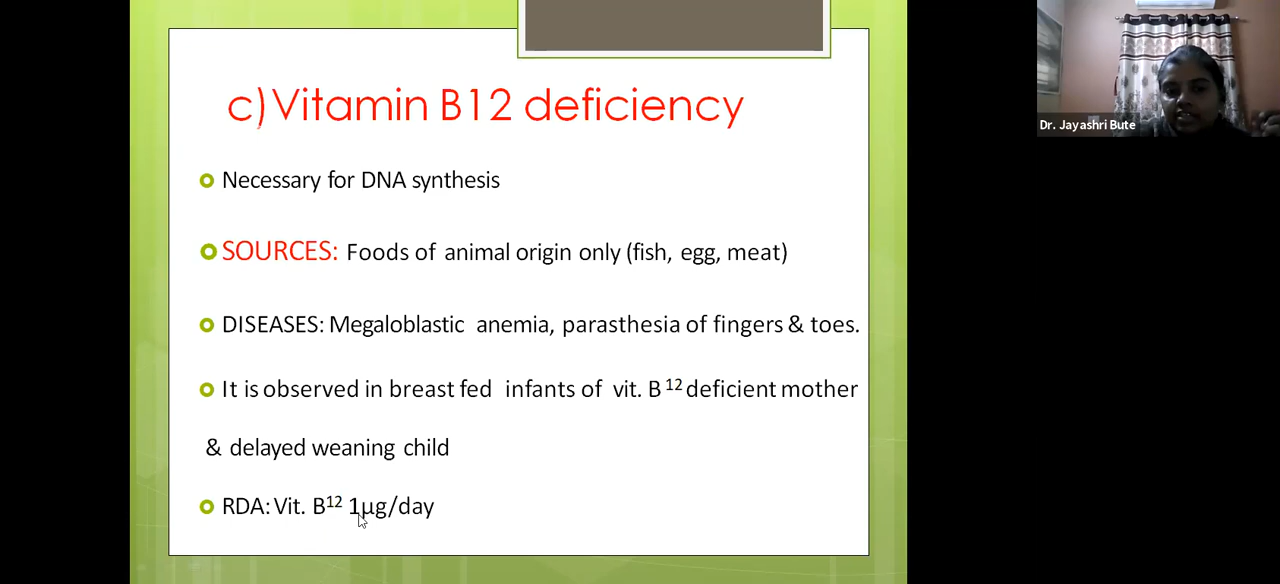 c) Vitamin B12 deficiency
Necessary for DNA synthesis
SOURCES: Foods of animal origin only (fish, egg, meat)
DISEASES: Megaloblastic anemia, parasthesia of fingers & toes.
It is observed in breast fed infants of vit. B 12 deficient mother
& delayed weaning child
RDA: Vit. B12 1µg/day
Dr. Jayashri Bute